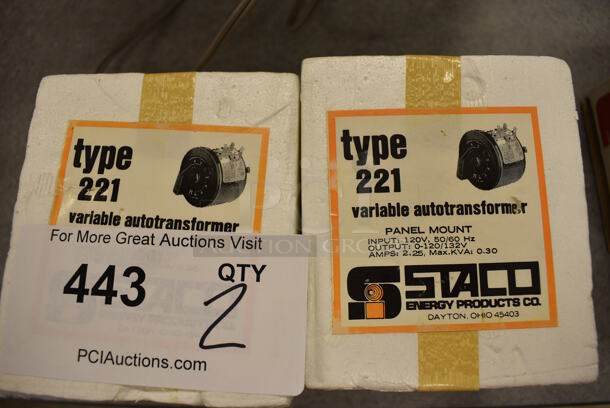 type
221
variable autotransformer
For More Great Auctions Visit
443
QTY
2
PCIAuctions.com
type
221
variable autotransformer
PANEL MOUNT
INPUT: 120V, 50/60 Hz
OUTPUT: 0-120/132V
AMPS: 2.25, Max.KVA: 0.30
STACO
ENERGY PRODUCTS CO.
DAYTON, OHIO 45403